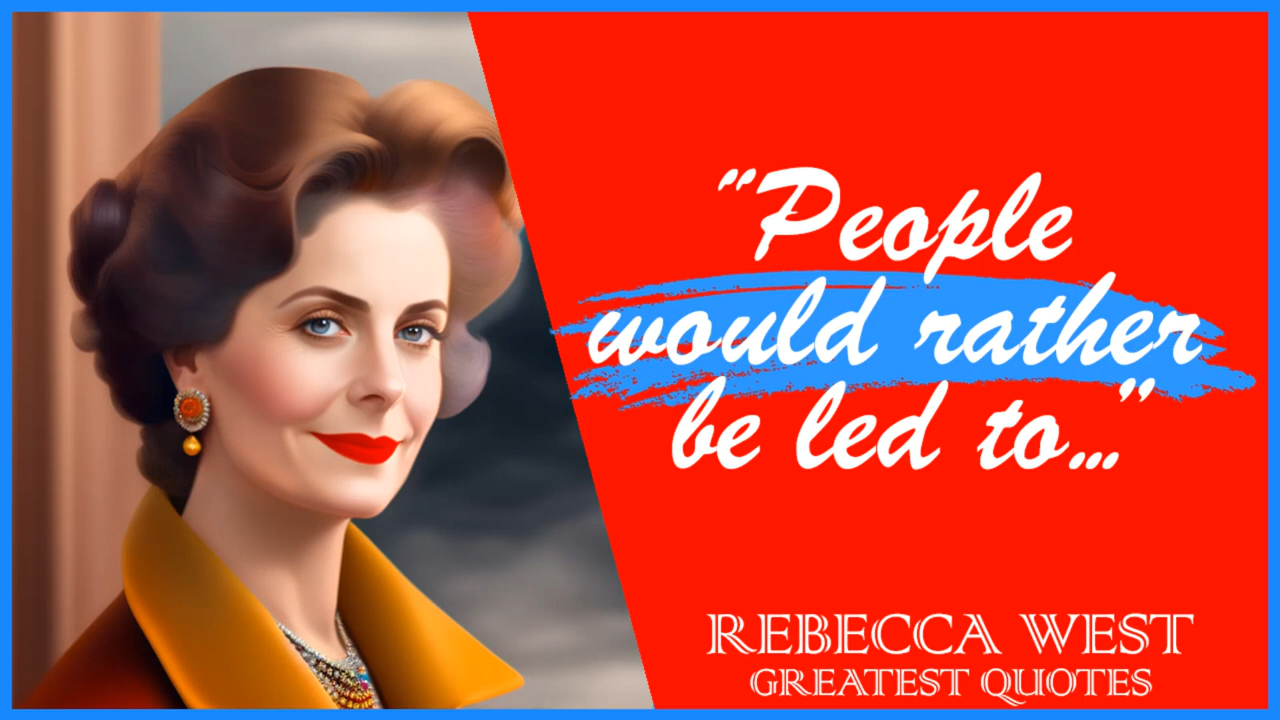 “People
would rather
be led to...”
REBECCA WEST
GREATEST QUOTES